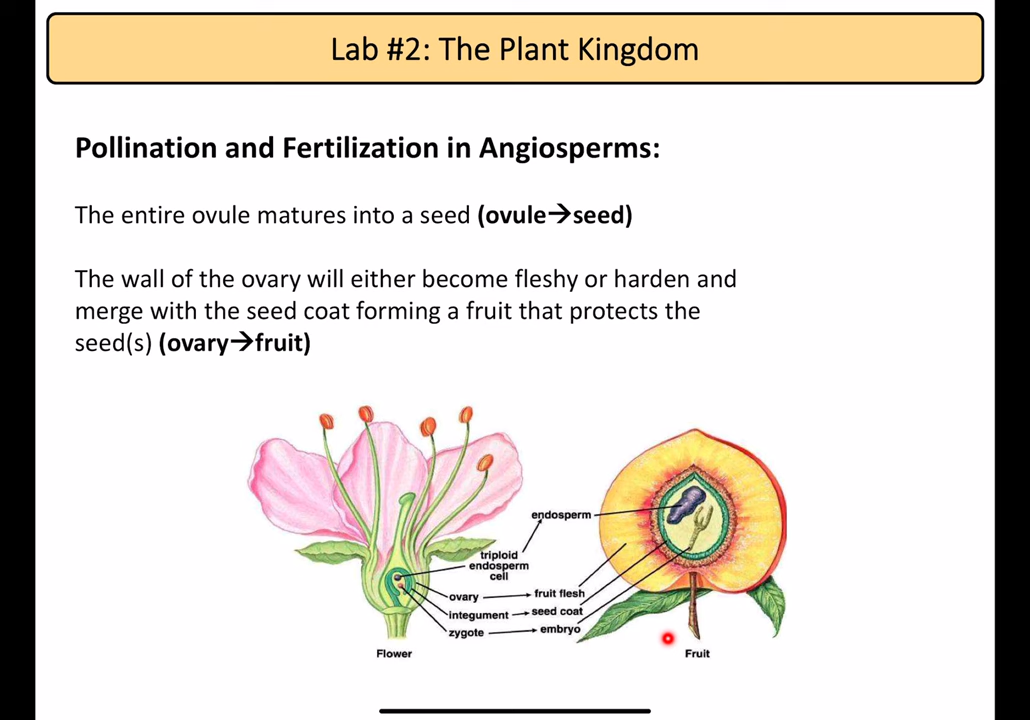 Lab #2: The Plant Kingdom
Pollination and Fertilization in Angiosperms:
The entire ovule matures into a seed (ovule→seed)
The wall of the ovary will either become fleshy or harden and
merge with the seed coat forming a fruit that protects the
seed(s) (ovary→fruit)
endosperm
triploid
endosperm
cell
ovary → fruit flesh
integument → seed coat
zygote → embryo
Flower
Fruit